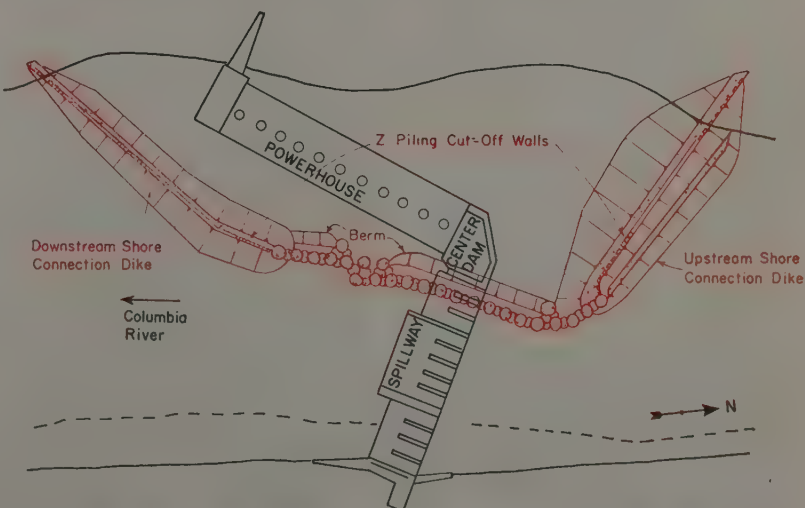 Z Piling Cut-Off Walls
POWERHOUSE
Berm
CENTER
DAM
Downstream Shore
Connection Dike
Upstream Shore
Connection Dike
Columbia
River
SPILLWAY
N